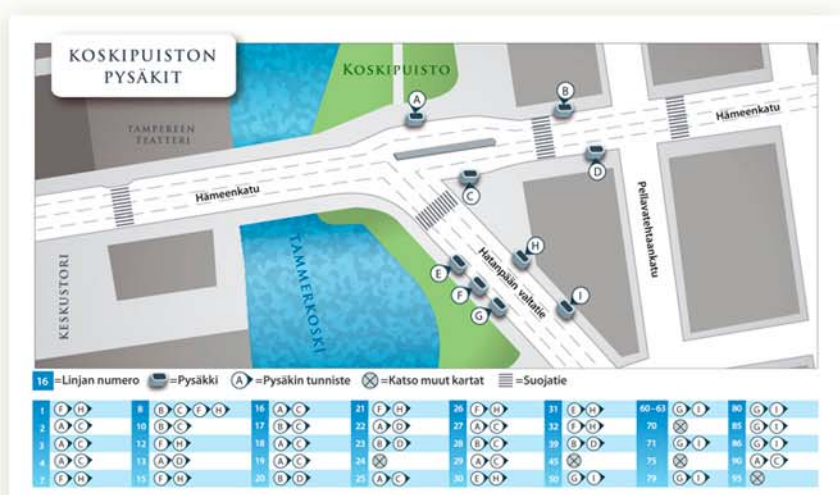 KOSKIPUISTON
PYSÄKIT
KOSKIPUISTO
TAMPEREEN
TEATTERI
A
B
Hämeenkatu
D
C
Hämeenkatu
Pellavatehtaankatu
H
E
Hatanpään valtatie
F
I
G
KESKUSTORI
TAMMERKOSKI
16 =Linjan numero =Pysäkki A =Pysäkin tunniste =Katso muut kartat =Suojatie
1 F H 8 B C F H 16 A C 21 F H 26 F H 31 E H 60–63 G I 80 G I
2 A C 10 B C 17 B C 22 A D 27 A C 32 F H 70 85 G I
3 A C 12 F H 18 A C 23 B D 28 B C 39 B D 71 G I 86 G I
4 A C 13 A D 19 A C 24 29 A C 45 75 90 A C
7 F H 15 F H 20 B D 25 A C 30 E H 50 G I 79 G I 95